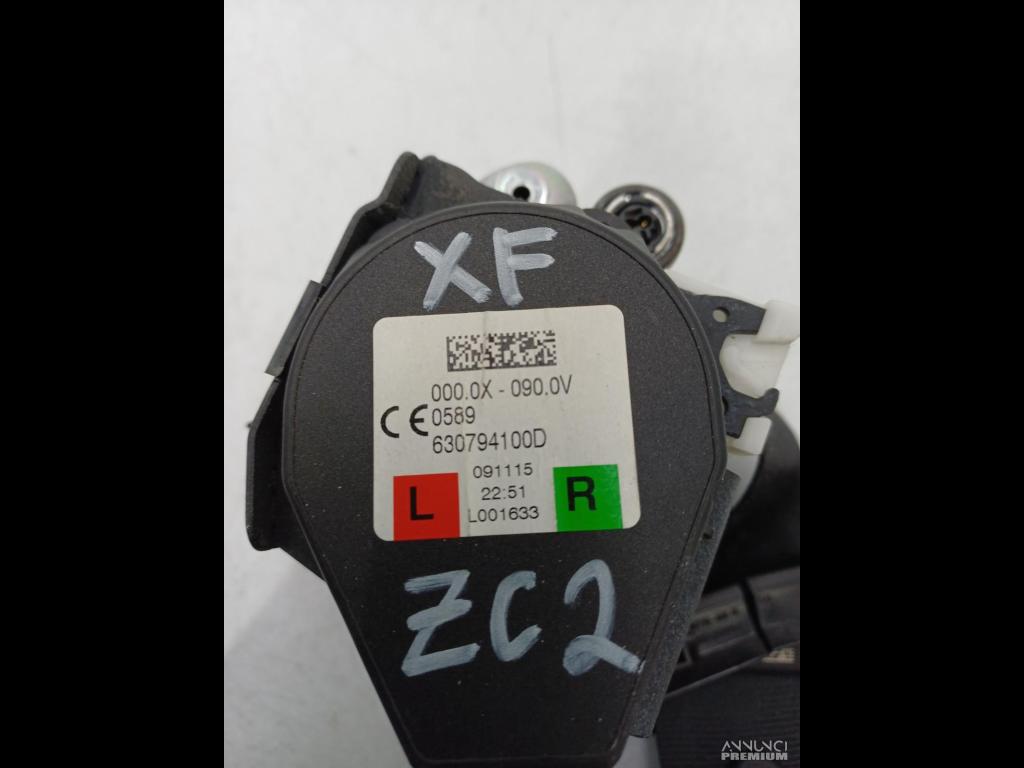 XF
000.0X - 090.0V
CE 0589
630794100D
091115
L 22:51 R
L001633
ZC2
ANNUNCI
PREMIUM